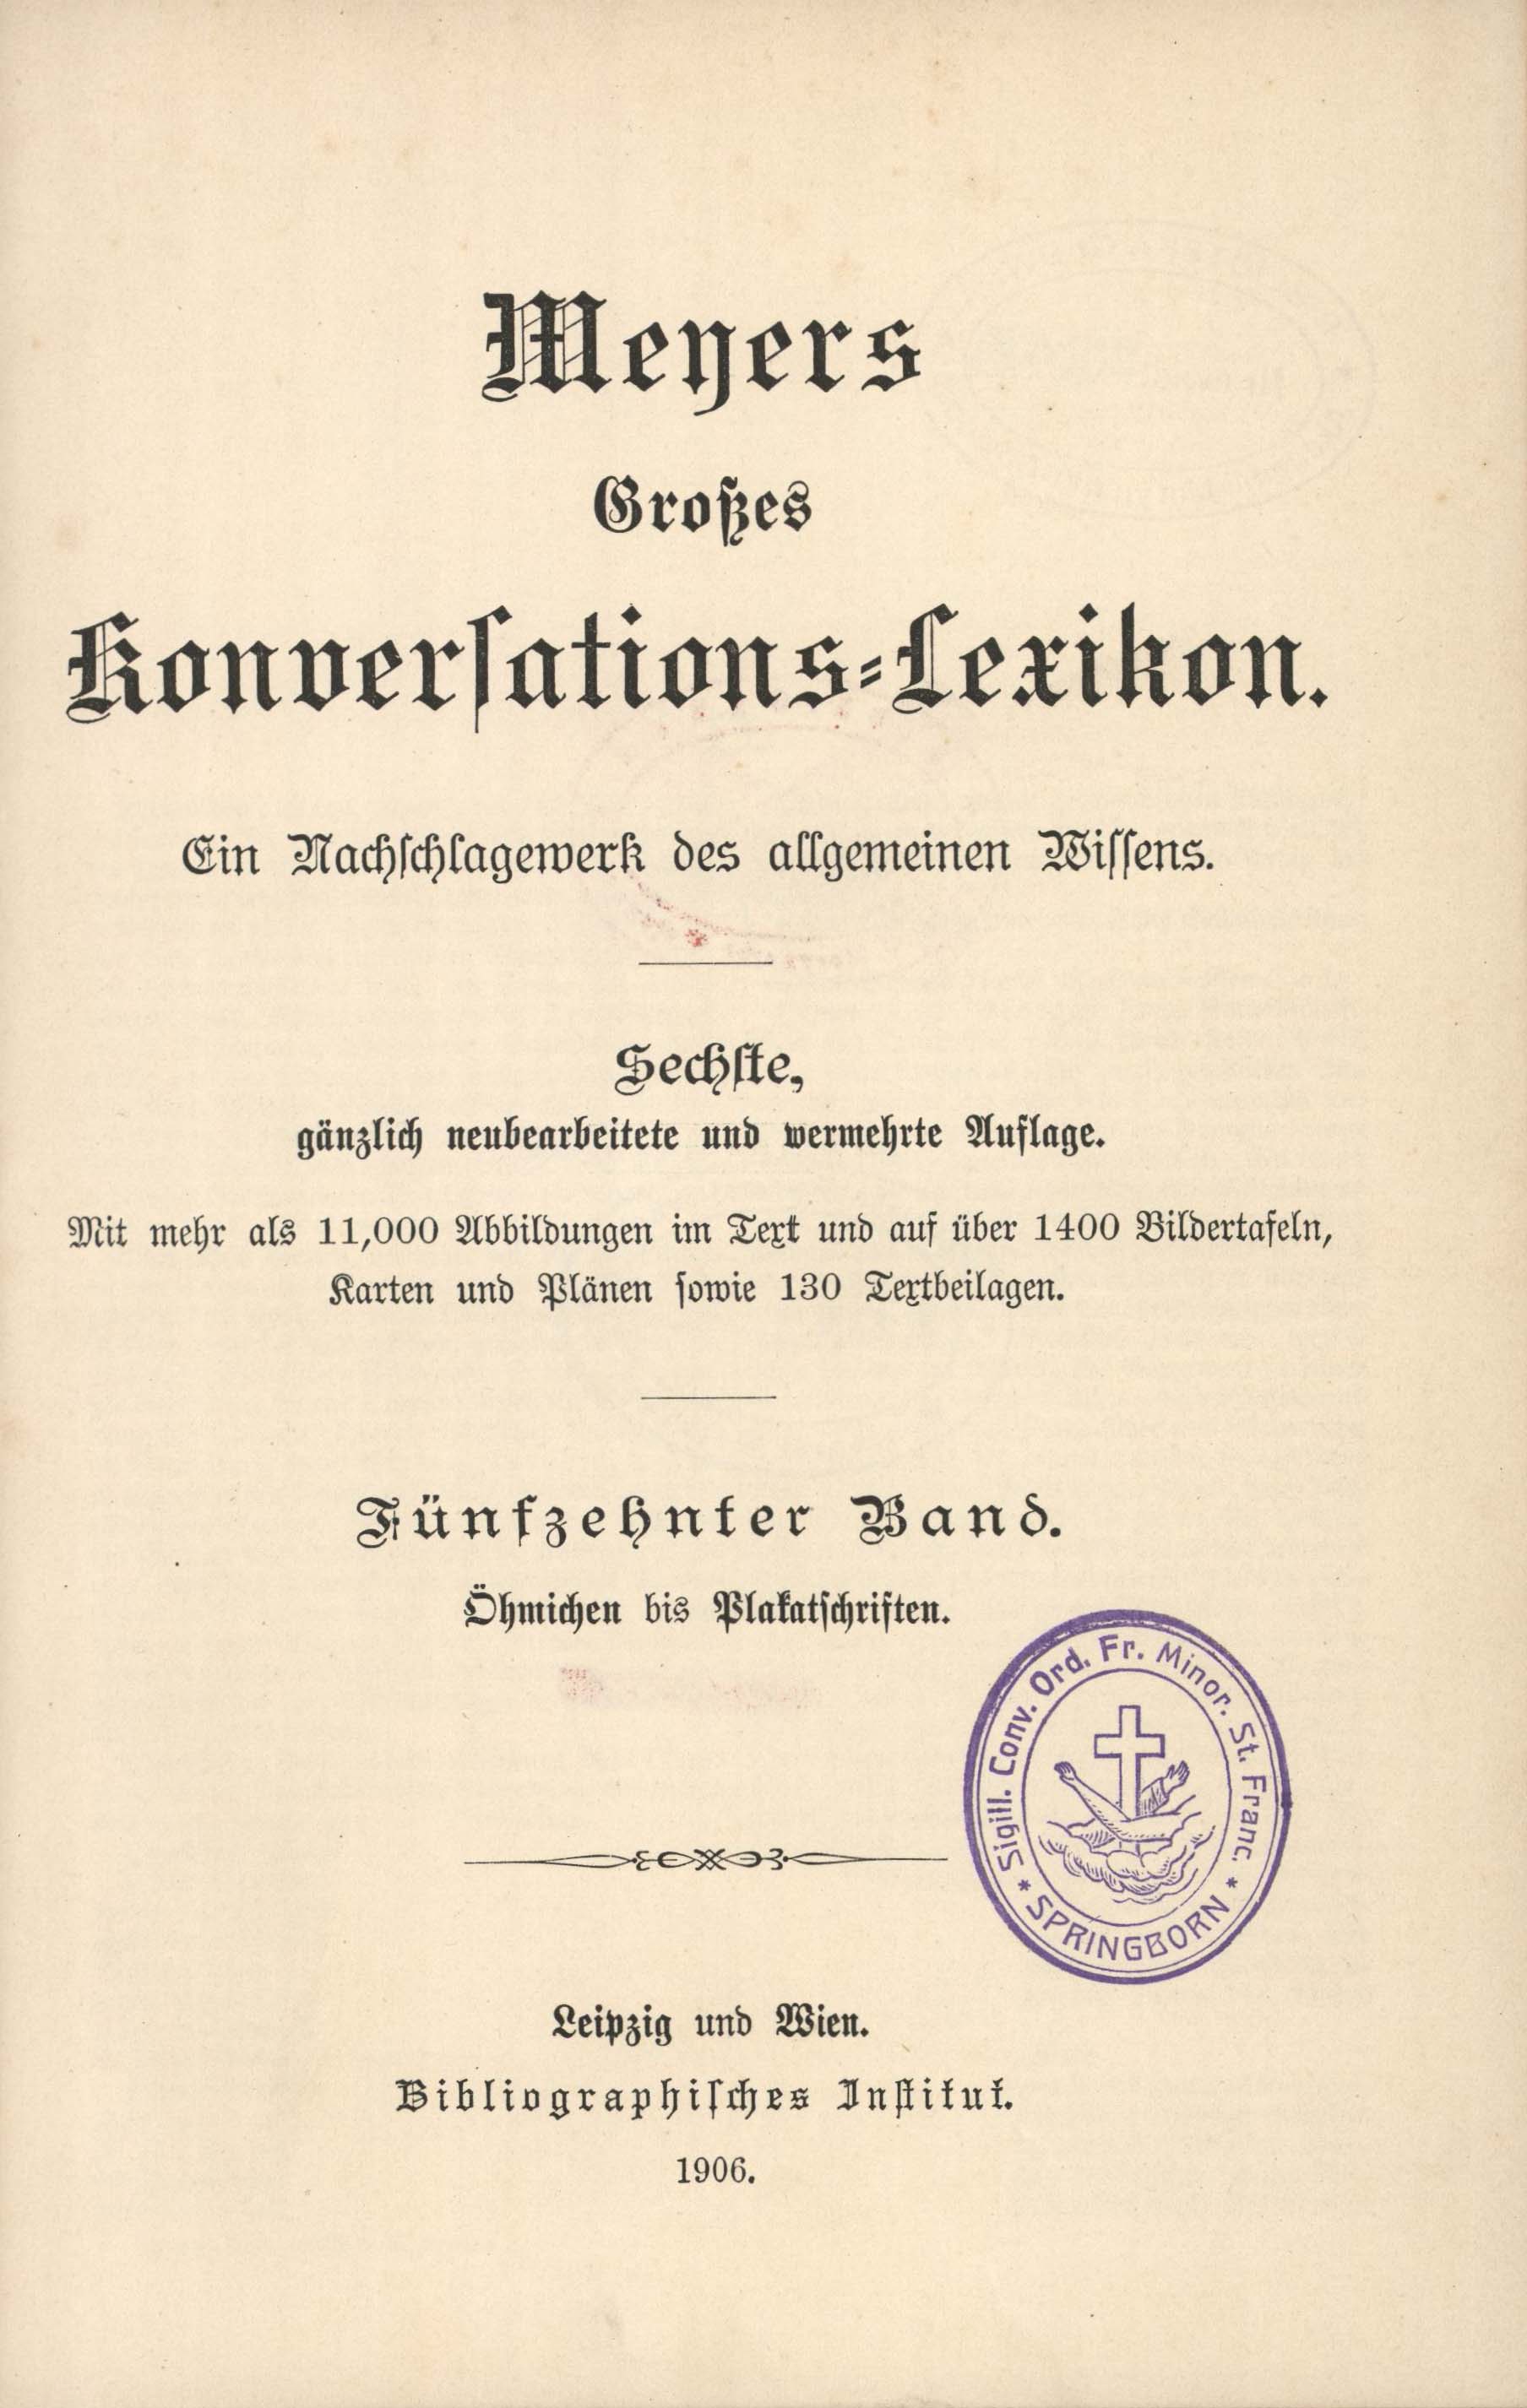 Meyers
Großes
Konversations-Lexikon.
Ein Nachschlagewerk des allgemeinen Wissens.
Sechste,
gänzlich neubearbeitete und vermehrte Auflage.
Mit mehr als 11,000 Abbildungen im Text und auf über 1400 Bildertafeln,
Karten und Plänen sowie 130 Textbeilagen.
Fünfzehnter Band.
Öhmichen bis Plakatschriften.
Sigill. Conv. Ord. Fr. Minor. St. Franc.
* SPRINGBORN *
Leipzig und Wien.
Bibliographisches Institut.
1906.